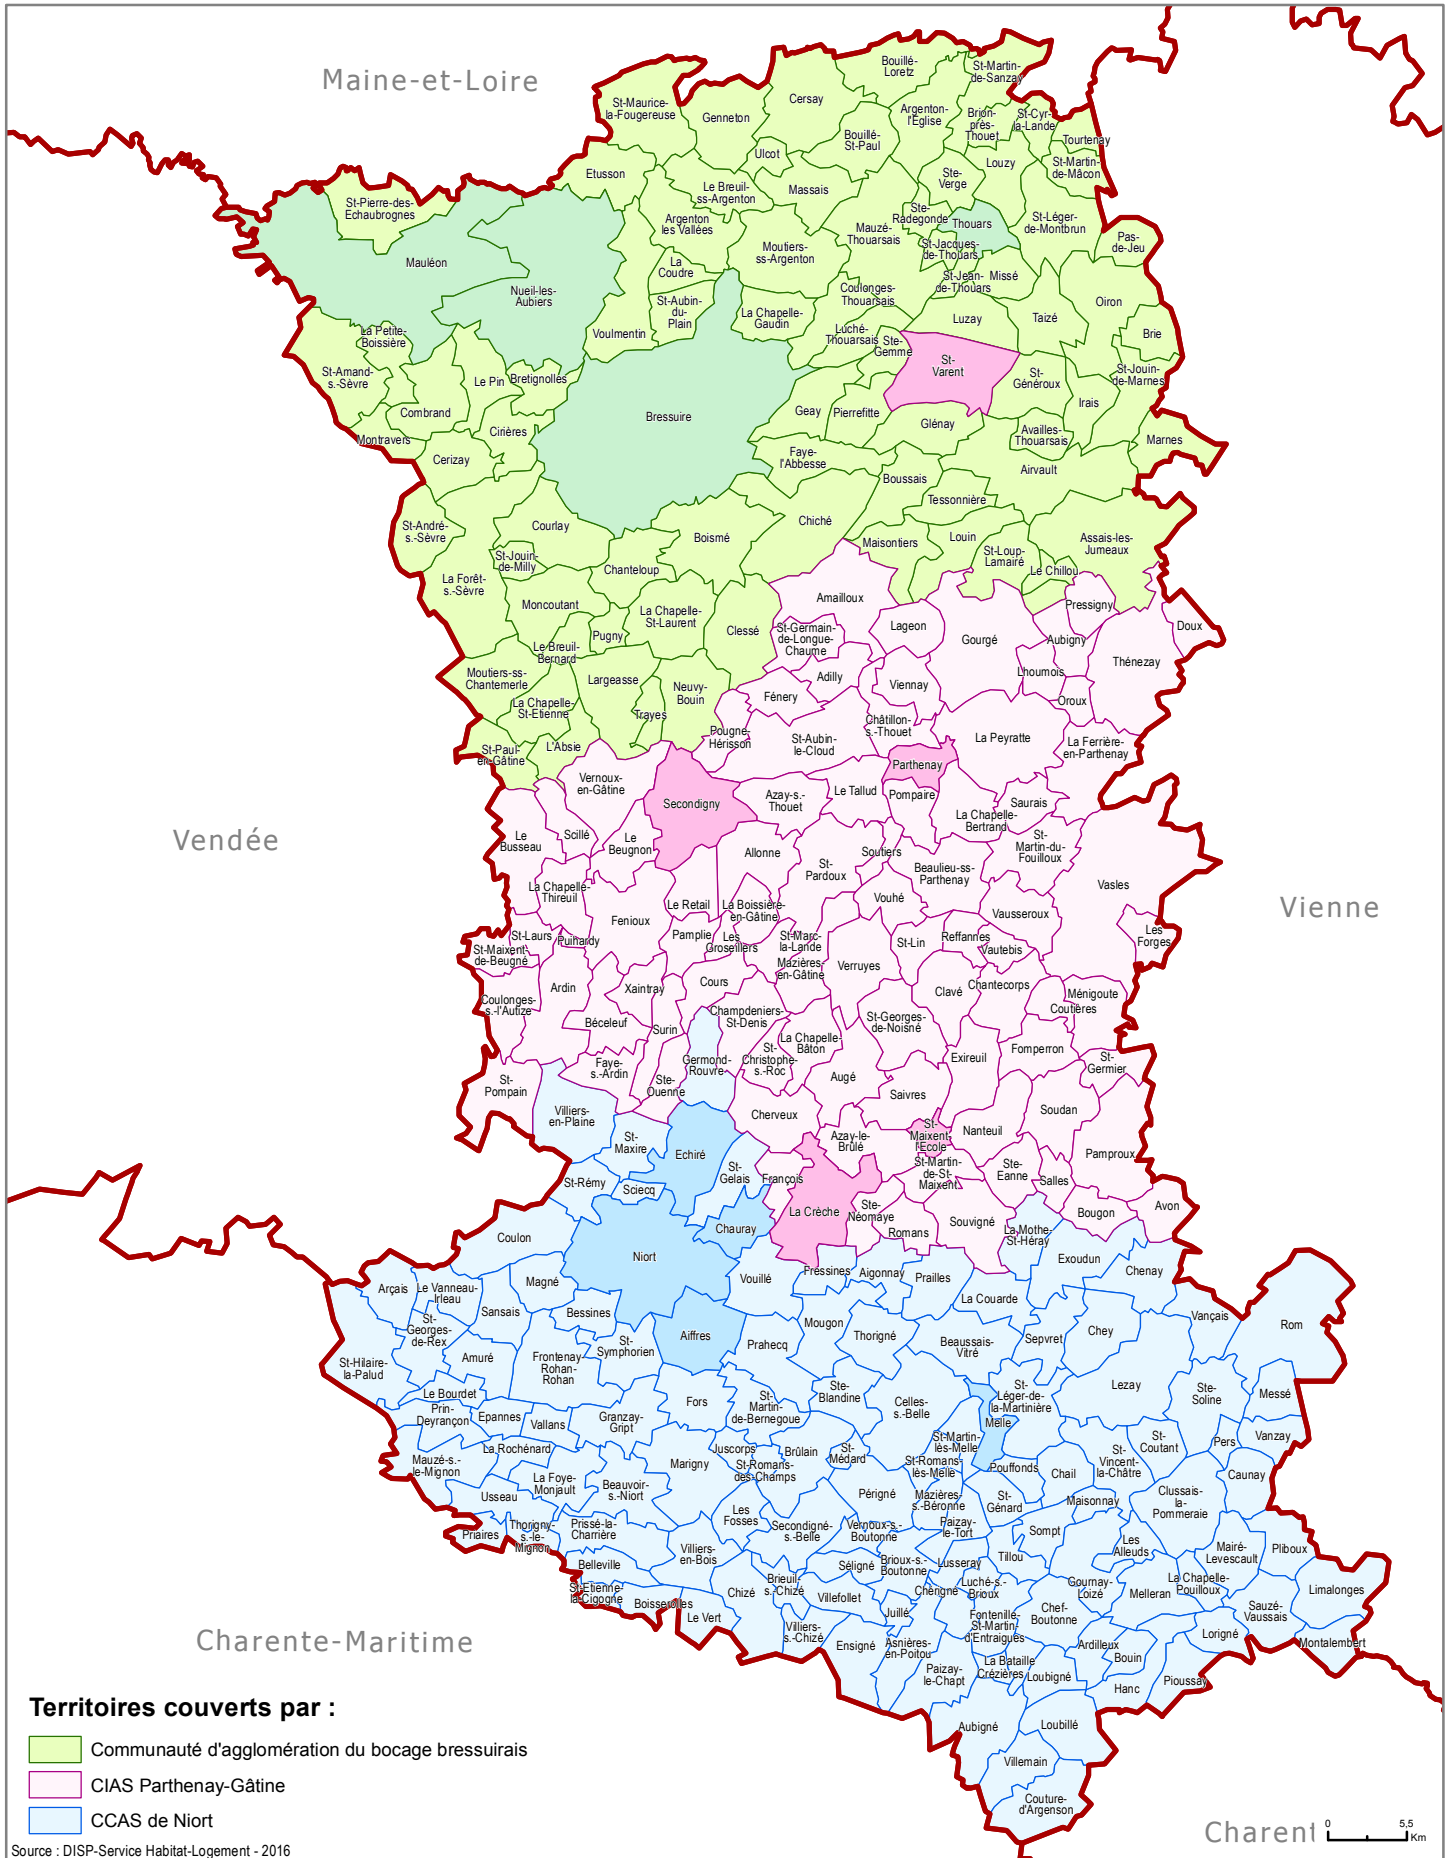 Maine-et-Loire
Bouillé-
Loretz
St-Martin-
de-Sanzay
St-Maurice-
la-Fougereuse
Genneton
Cersay
Argenton-
l'Eglise
Brion-
près-
Thouet
St-Cyr-
la-Lande
Bouillé-
St-Paul
Tourtenay
Ulcot
Louzy
St-Martin-
de-Mâcon
Etusson
Le Breuil-
ss-Argenton
Massais
Ste-
Verge
St-Pierre-des-
Echaubrognes
Argenton
les Vallées
Mauzé-
Thouarsais
Ste-
Radegonde
Thouars
St-Léger-
de-Montbrun
Pas-
de-Jeu
Moutiers-
ss-Argenton
St-Jacques-
de-Thouars
Mauléon
La
Coudre
St-Jean-
de-Thouars
Missé
Nueil-les-
Aubiers
Coulonges-
Thouarsais
Oiron
St-Aubin-
du-
Plain
La Chapelle-
Gaudin
Luzay
Taizé
Voulmentin
Luché-
Thouarsais
Ste-
Gemme
Brie
La Petite-
Boissière
St-
Varent
St-
Généroux
St-Jouin-
de-Marnes
St-Amand-
s.-Sèvre
Le Pin
Bretignolles
Irais
Combrand
Bressuire
Geay
Pierrefitte
Glénay
Cirières
Availles-
Thouarsais
Montravers
Marnes
Cerizay
Faye-
l'Abbesse
Airvault
Boussais
Tessonnière
St-André-
s.-Sèvre
Courlay
Chiché
Boismé
Maisontiers
Louin
Assais-les-
Jumeaux
St-Jouin-
de-Milly
St-Loup-
Lamairé
Chanteloup
Le Chillou
La Forêt-
s.-Sèvre
Amailloux
Pressigny
Moncoutant
La Chapelle-
St-Laurent
Clessé
St-Germain-
de-Longue-
Chaume
Lageon
Gourgé
Aubigny
Doux
Pugny
Le-Breuil-
Bernard
Thénezay
Moutiers-ss-
Chantemerle
Largeasse
Neuvy-
Bouin
Adilly
Viennay
Lhoumois
Fénery
Oroux
La Chapelle-
St-Etienne
Trayes
Châtillon-
s.-Thouet
Pougne-
Hérisson
St-Aubin-
le-Cloud
La Peyratte
La Ferrière-
en-Parthenay
St-Paul-
en-Gâtine
L'Absie
Parthenay
Vernoux-
en-Gâtine
Secondigny
Azay-s.-
Thouet
Le Tallud
Pompaire
Saurais
La Chapelle-
Bertrand
Vendée
Le
Busseau
Scillé
Le
Beugnon
Allonne
Soutiers
St-
Martin-du-
Fouilloux
St-
Pardoux
Beaulieu-ss-
Parthenay
Vasles
La Chapelle-
Thireuil
Vouhé
Vienne
Fenioux
Le Retail
La Boissière-
en-Gâtine
Vausseroux
St-Laurs
Puihardy
Pamplie
Les
Groseillers
St-Marc-
la-Lande
St-Lin
Reffannes
Les
Forges
St-Maixent-
de-Beugné
Vautebis
Mazières-
en-Gâtine
Verruyes
Ardin
Xaintray
Cours
Clavé
Chantecorps
Ménigoute
Coulonges-
s.-l'Autize
Coutières
Béceleuf
Surin
Champdeniers-
St-Denis
St-Georges-
de-Noisné
La Chapelle-
Bâton
Fomperron
Exireuil
St-
Christophe-
s.-Roc
St-
Germier
Faye-
s.-Ardin
Germond-
Rouvre
St-
Pompain
Ste-
Ouenne
Augé
Saivres
Villiers-
en-Plaine
Cherveux
Soudan
St-
Maxire
Azay-le-
Brûlé
St-
Maixent-
l'Ecole
Nanteuil
Echiré
Pamproux
St-
Gelais
François
St-Martin-
de-St-
Maixent
Ste-
Eanne
Salles
St-Rémy
Sciecq
La Crèche
Ste-
Néomaye
Avon
Chauray
Romans
Souvigné
Bougon
La Mothe-
St-Héray
Coulon
Niort
Exoudun
Chenay
Arçais
Le Vanneau-
Irleau
Magné
Vouillé
Préssines
Aigonnay
Prailles
Sansais
Bessines
La Couarde
St-
Georges-
de-Rex
Aiffres
Mougon
Thorigné
Vançais
Rom
St-
Symphorien
Prahecq
Beaussais-
Vitré
Sepvret
Chey
St-Hilaire-
la-Palud
Amuré
Frontenay-
Rohan-
Rohan
Lezay
Le Bourdet
Fors
St-
Martin-
de-Bernegoue
Ste-
Blandine
Celles-
s.-Belle
St-
Léger-de-
la-Martinière
Ste-
Soline
Messé
Prin-
Deyrançon
Epannes
Vallans
Granzay-
Gript
Melle
La Rochénard
Juscorps
Brûlain
St-
Médard
St-Martin-
lès-Melle
St-
Coutant
Pers
Vanzay
Mauzé-s.-
le-Mignon
Marigny
St-Romans-
des-Champs
St-Romans-
lès-Melle
Pouffonds
Chail
St-
Vincent-
la-Châtre
Caunay
La Foye-
Monjault
Beauvoir-
s.-Niort
Périgné
Mazières-
s.-Béronne
St-
Génard
Maisonnay
Clussais-
la-
Pommeraie
Usseau
Les
Fosses
Priaires
Thorigny-
s.-le-
Mignon
Prissé-la-
Charrière
Secondigné-
s.-Belle
Vernoux-s.-
Boutonne
Paizay-
le-Tort
Sompt
Les
Alleuds
Mairé-
Levescault
Pliboux
Villiers-
en-Bois
Belleville
Séligné
Brioux-s.-
Boutonne
Lusseray
Tillou
St-Etienne-
la-Cigogne
Chizé
Brieuil-
s.-Chizé
Villefollet
Chérigné
Luché-s.-
Brioux
Gournay-
Loizé
Melleran
La Chapelle-
Pouilloux
Limalonges
Boisserolles
Le Vert
Juillé
Fontenille-
St-Martin-
d'Entraigues
Chef-
Boutonne
Sauzé-
Vaussais
Villiers-
s.-Chizé
Ensigné
Asnières-
en-Poitou
Ardilleux
Bouin
Lorigné
Montalembert
Charente-Maritime
Paizay-
le-Chapt
La Bataille
Crézières
Loubigné
Hanc
Pioussay
Aubigné
Loubillé
Villemain
Couture-
d'Argenson
Territoires couverts par :
Communauté d'agglomération du bocage bressuirais
CIAS Parthenay-Gâtine
CCAS de Niort
Charent
0 5,5
Km
Source : DISP-Service Habitat-Logement - 2016